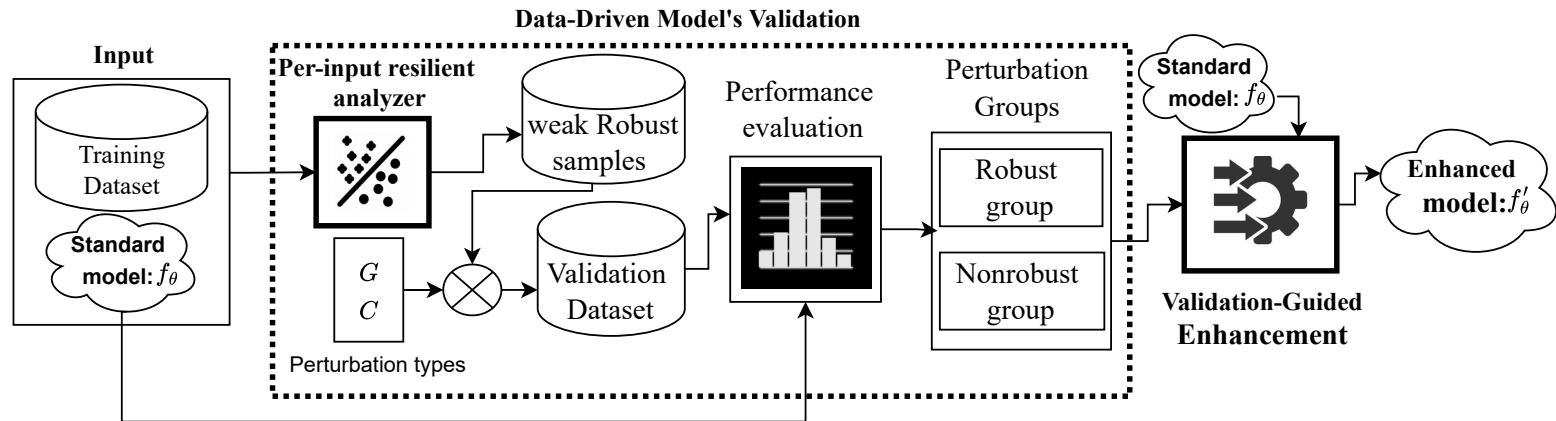 Data-Driven Model's Validation
Input
Training
Dataset
Standard
model: fθ
Per-input resilient
analyzer
weak Robust
samples
G
C
Perturbation types
Validation
Dataset
Performance
evaluation
Perturbation
Groups
Robust
group
Nonrobust
group
Standard
model: fθ
Validation-Guided
Enhancement
Enhanced
model: f′θ